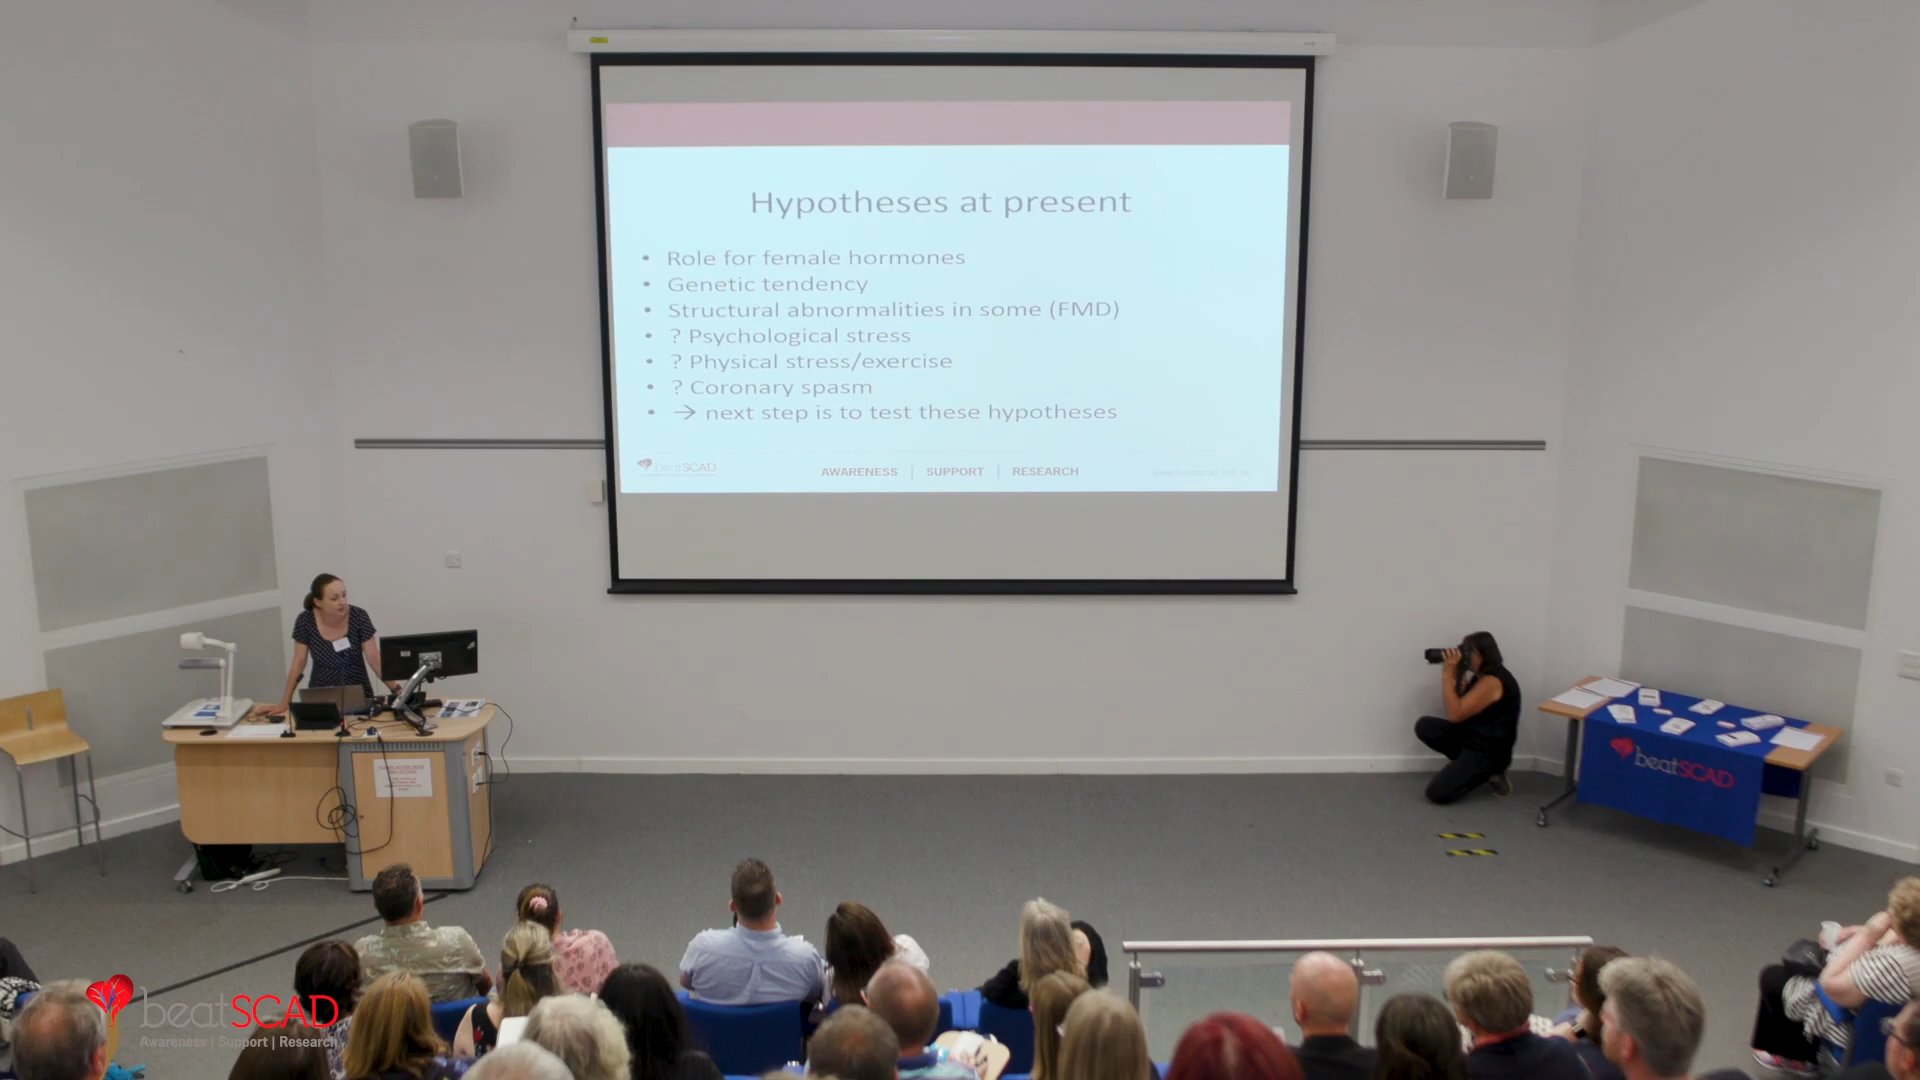 Hypotheses at present
• Role for female hormones
• Genetic tendency
• Structural abnormalities in some (FMD)
• ? Psychological stress
• ? Physical stress/exercise
• ? Coronary spasm
• → next step is to test these hypotheses
beatSCAD
AWARENESS | SUPPORT | RESEARCH
beatSCAD
beatSCAD
Awareness | Support | Research